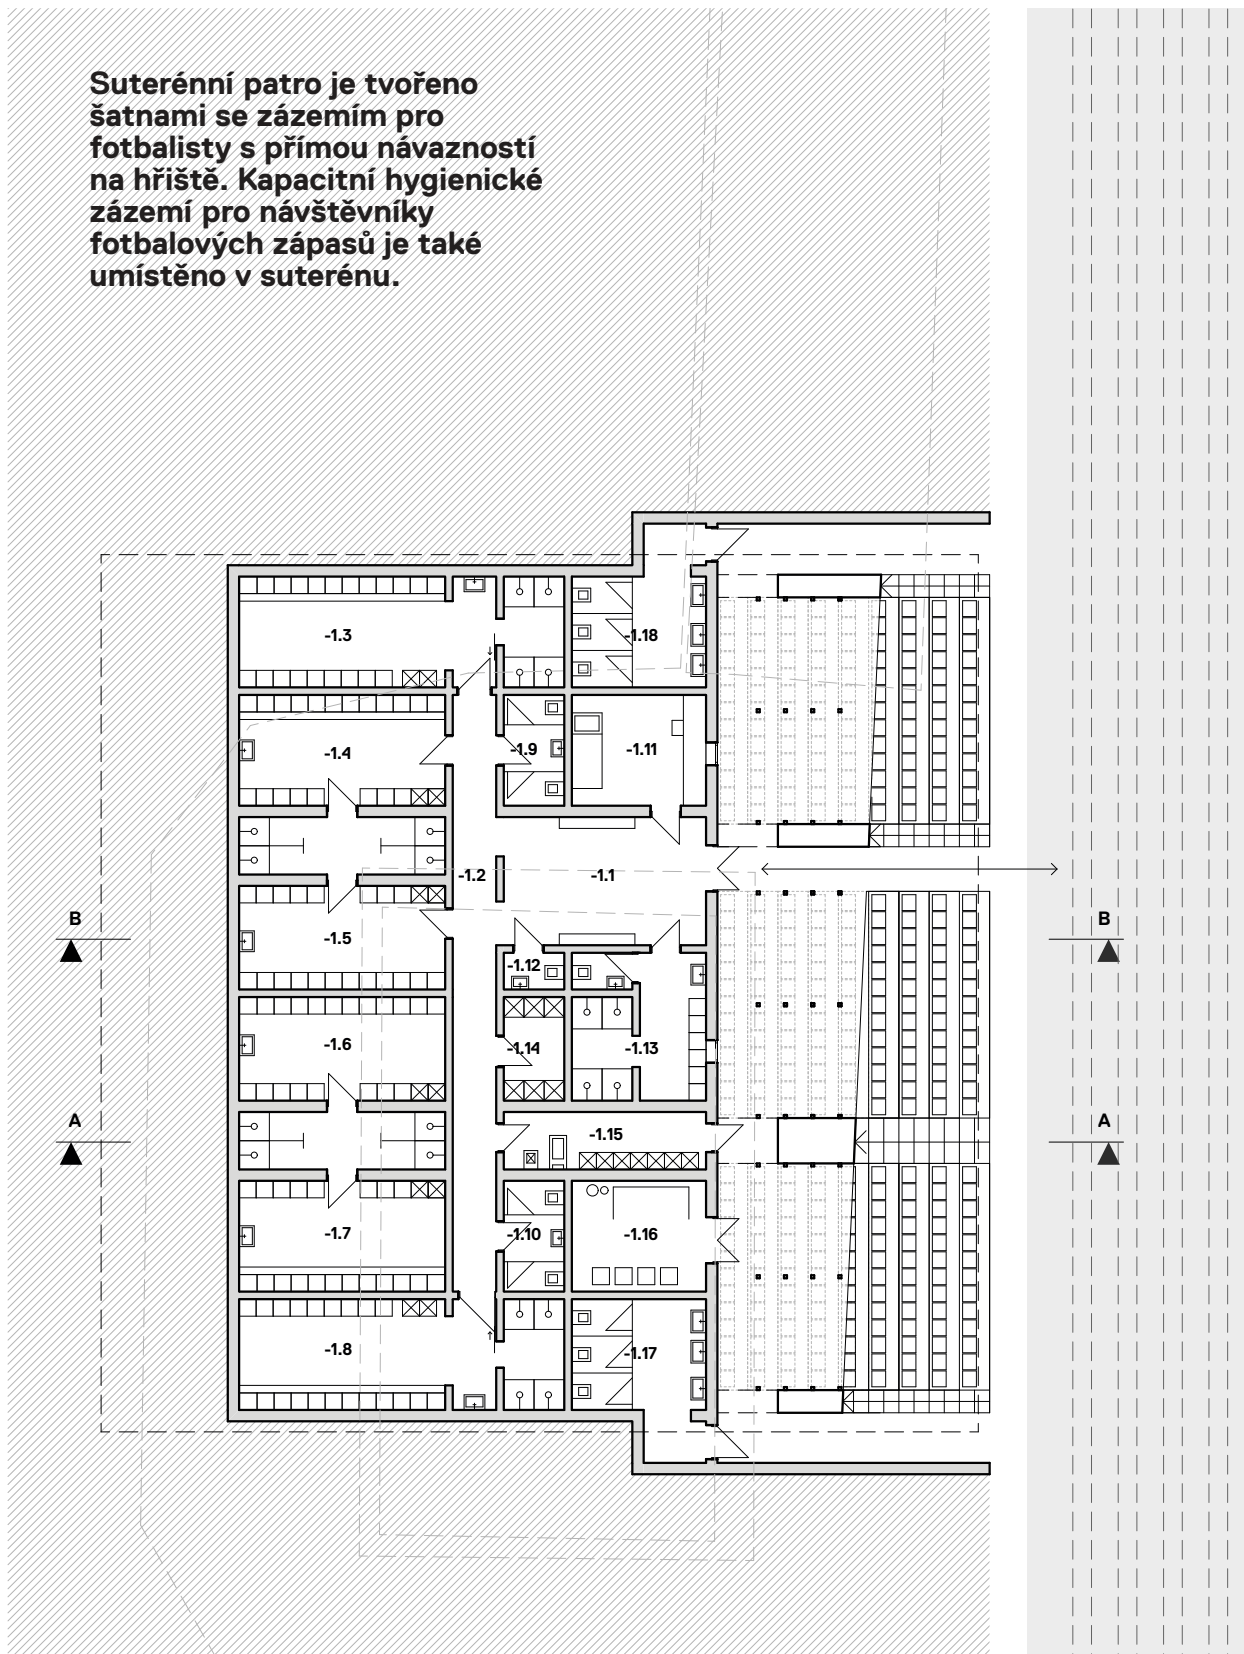 Suterénní patro je tvořeno
šatnami se zázemím pro
fotbalisty s přímou návazností
na hřiště. Kapacitní hygienické
zázemí pro návštěvníky
fotbalových zápasů je také
umístěno v suterénu.
-1.3
-1.18
-1.4
-1.9
-1.11
-1.2
-1.1
B
-1.5
B
-1.12
-1.6
-1.14
-1.13
A
-1.15
A
-1.7
-1.10
-1.16
-1.8
-1.17